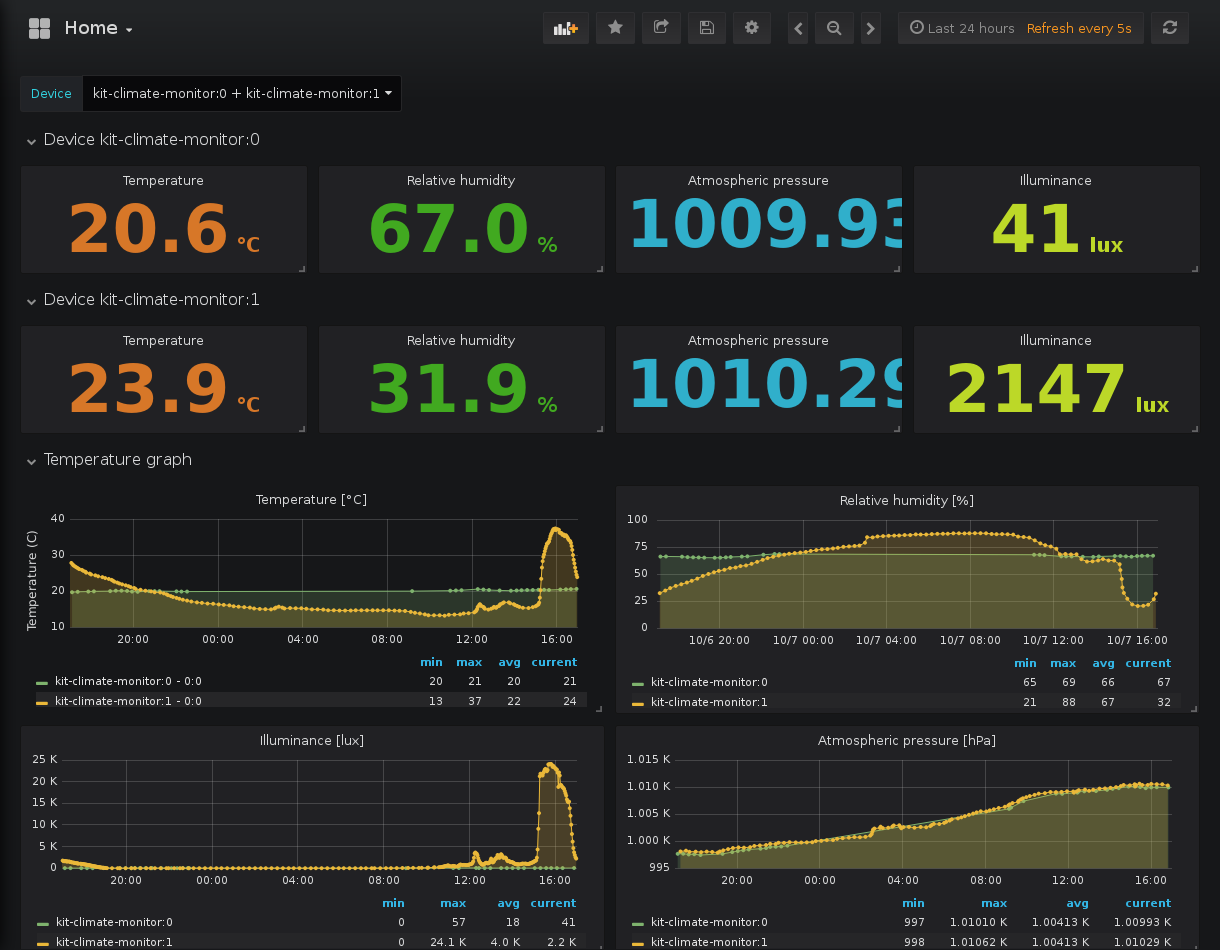 Home
Last 24 hours Refresh every 5s
Device kit-climate-monitor:0 + kit-climate-monitor:1
Device kit-climate-monitor:0
Temperature Relative humidity Atmospheric pressure Illuminance
20.6 °C 67.0 % 1009.93 41 lux
Device kit-climate-monitor:1
Temperature Relative humidity Atmospheric pressure Illuminance
23.9 °C 31.9 % 1010.29 2147 lux
Temperature graph
Temperature [°C]
Temperature (C)
40
30
20
10
20:00 00:00 04:00 08:00 12:00 16:00
min max avg current
kit-climate-monitor:0 - 0:0 20 21 20 21
kit-climate-monitor:1 - 0:0 13 37 22 24
Relative humidity [%]
100
75
50
25
0
10/6 20:00 10/7 00:00 10/7 04:00 10/7 08:00 10/7 12:00 10/7 16:00
min max avg current
kit-climate-monitor:0 65 69 66 67
kit-climate-monitor:1 21 88 67 32
Illuminance [lux]
25 K
20 K
15 K
10 K
5 K
0
20:00 00:00 04:00 08:00 12:00 16:00
min max avg current
kit-climate-monitor:0 0 57 18 41
kit-climate-monitor:1 0 24.1 K 4.0 K 2.2 K
Atmospheric pressure [hPa]
1.015 K
1.010 K
1.005 K
1.000 K
995
20:00 00:00 04:00 08:00 12:00 16:00
min max avg current
kit-climate-monitor:0 997 1.01010 K 1.00413 K 1.00993 K
kit-climate-monitor:1 998 1.01062 K 1.00413 K 1.01029 K